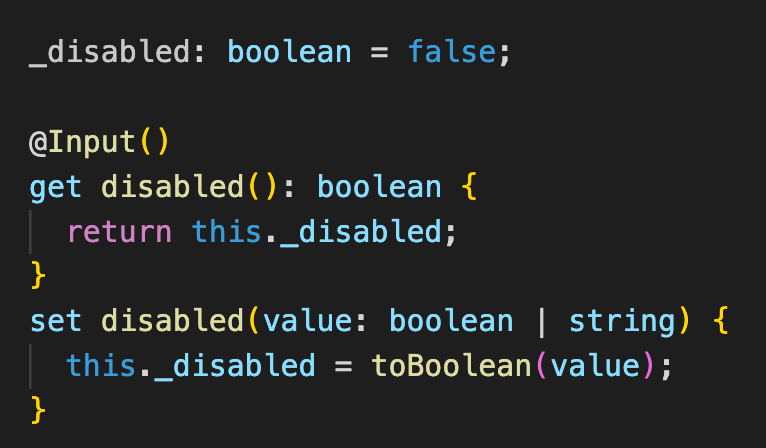 _disabled: boolean = false;
@Input()
get disabled(): boolean {
return this._disabled;
}
set disabled(value: boolean | string) {
this._disabled = toBoolean(value);
}